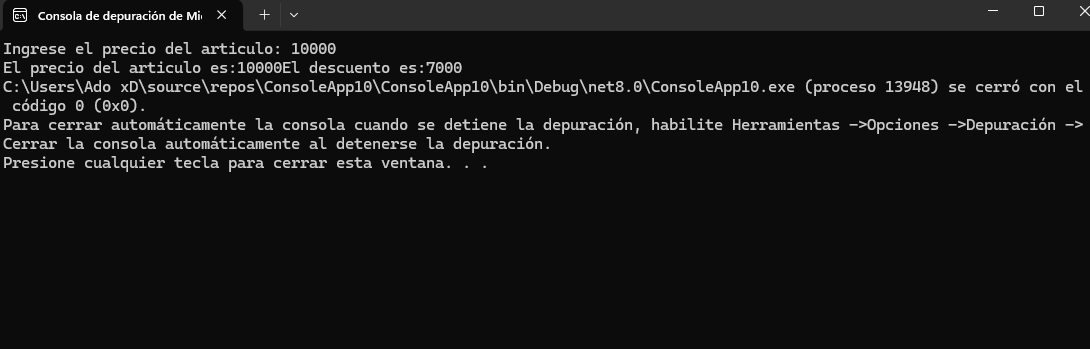 Consola de depuración de Mi
Ingrese el precio del articulo: 10000
El precio del articulo es:10000El descuento es:7000
C:\Users\Ado xD\source\repos\ConsoleApp10\ConsoleApp10\bin\Debug\net8.0\ConsoleApp10.exe (proceso 13948) se cerró con el
código 0 (0x0).
Para cerrar automáticamente la consola cuando se detiene la depuración, habilite Herramientas ->Opciones ->Depuración ->
Cerrar la consola automáticamente al detenerse la depuración.
Presione cualquier tecla para cerrar esta ventana. . .